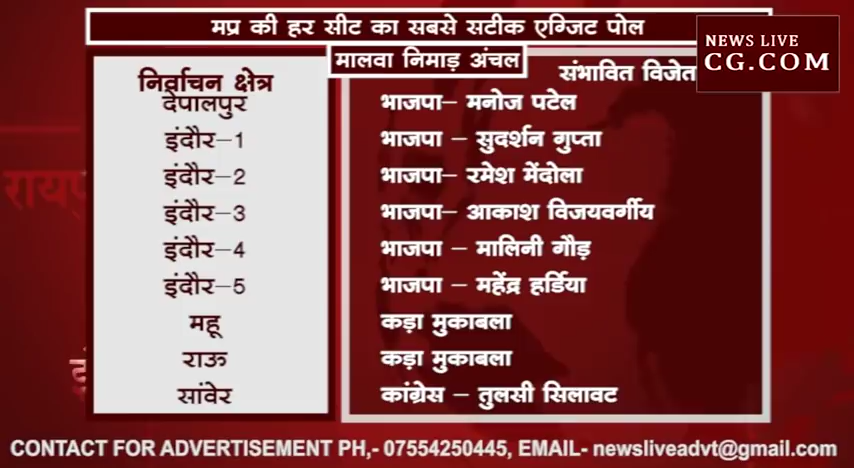 मप्र की हर सीट का सबसे सटीक एग्जिट पोल
NEWS LIVE
CG.COM
मालवा निमाड़ अंचल
निर्वाचन क्षेत्र संभावित विजेत
देपालपुर भाजपा– मनोज पटेल
इंदौर–1 भाजपा – सुदर्शन गुप्ता
इंदौर–2 भाजपा– रमेश मेंदोला
इंदौर–3 भाजपा– आकाश विजयवर्गीय
इंदौर–4 भाजपा – मालिनी गौड़
इंदौर–5 भाजपा – महेंद्र हर्डिया
महू कड़ा मुकाबला
राऊ कड़ा मुकाबला
सांवेर कांग्रेस – तुलसी सिलावट
CONTACT FOR ADVERTISEMENT PH,- 07554250445, EMAIL- newsliveadvt@gmail.com